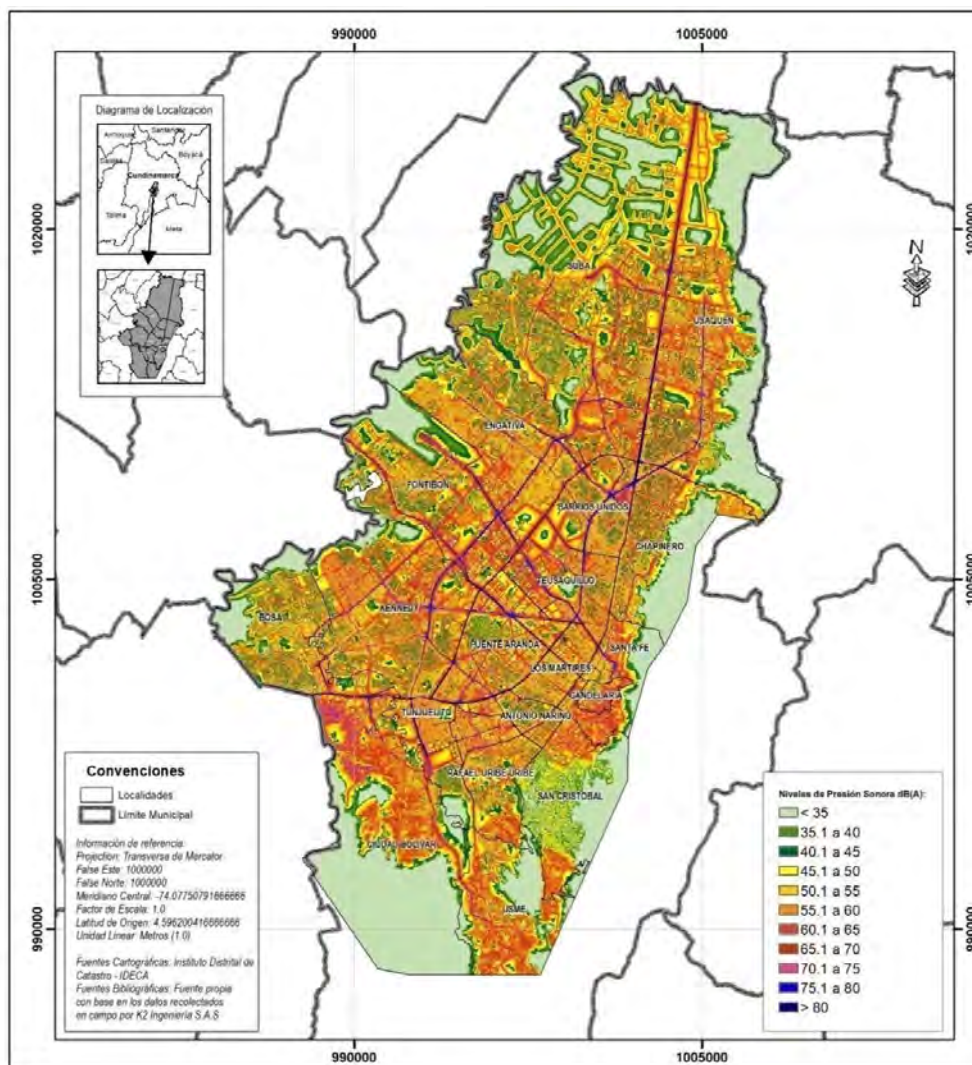 990000
1005000
Diagrama de Localización
Santander
Boyacá
Cundinamarca
Tolima
Meta
1020000
1020000
N
SUBA
USAQUEN
ENGATIVA
FONTIBON
BARRIOS UNIDOS
CHAPINERO
1005000
1005000
TEUSAQUILLO
KENNEDY
BOSA
PUENTE ARANDA
SANTA FE
LOS MARTIRES
CANDELARIA
TUNJUELITO
ANTONIO NARIÑO
RAFAEL URIBE URIBE
SAN CRISTOBAL
CIUDAD BOLIVAR
USME
Convenciones
Localidades
Límite Municipal
Información de referencia:
Projection: Transversa de Mercator
False Este: 1000000
False Norte: 1000000
Meridiano Central: -74.07750791666666
Factor de Escala: 1.0
Latitud de Origen: 4.596200416666666
Unidad Linear: Metros (1.0)
Fuentes Cartográficas: Instituto Distrital de
Catastro - IDECA
Fuentes Bibliográficas: Fuente propia
con base en los datos recolectados
en campo por K2 Ingeniería S.A.S
Niveles de Presión Sonora dB(A):
< 35
35.1 a 40
40.1 a 45
45.1 a 50
50.1 a 55
55.1 a 60
60.1 a 65
65.1 a 70
70.1 a 75
75.1 a 80
> 80
990000
990000
990000
1005000